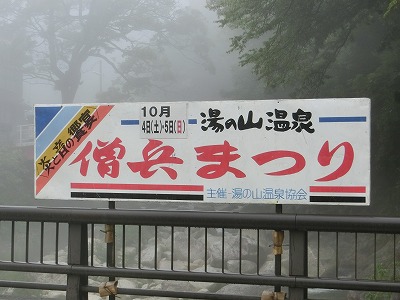 炎と音の饗宴
10月
4日(土)~5日(日)
湯の山温泉
僧兵まつり
主催・湯の山温泉協会